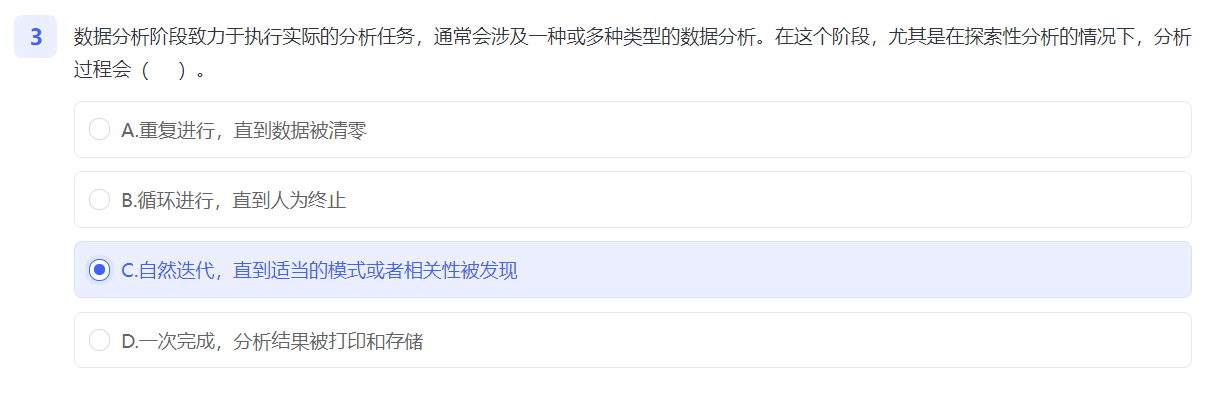 3
数据分析阶段致力于执行实际的分析任务，通常会涉及一种或多种类型的数据分析。在这个阶段，尤其是在探索性分析的情况下，分析
过程会（　）。
A.重复进行，直到数据被清零
B.循环进行，直到人为终止
C.自然迭代，直到适当的模式或者相关性被发现
D.一次完成，分析结果被打印和存储